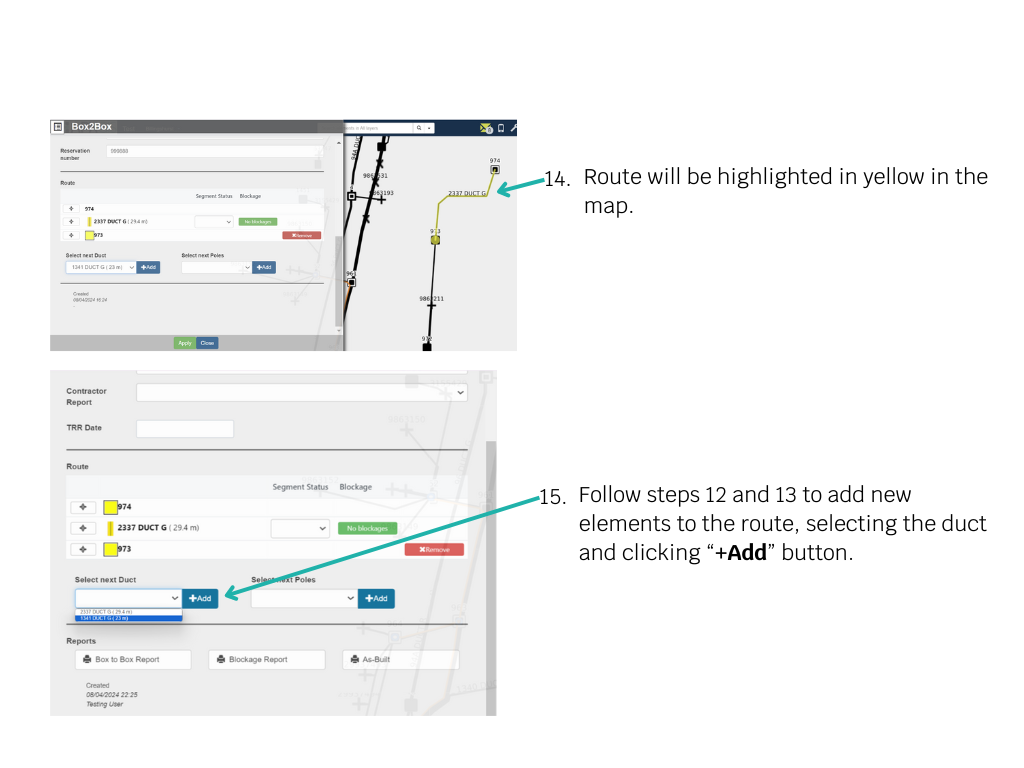 Box2Box
Reservation
number
Route
Segment Status Blockage
974
2337 DUCT G ( 29.4 m)
No blockages
973
Remove
Select next Duct
Select next Poles
1341 DUCT G ( 23 m)
+Add
+Add
Created
08/04/2024
Apply
Close
974
2337 DUCT G
14. Route will be highlighted in yellow in the
map.
Contractor
Report
TRR Date
Route
Segment Status Blockage
974
2337 DUCT G ( 29.4 m)
No blockages
973
Remove
Select next Duct
Select next Poles
+Add
+Add
2337 DUCT G ( 29.4 m)
1341 DUCT G ( 23 m)
Reports
Box to Box Report
Blockage Report
As-Built
Created
08/04/2024 22:25
Testing User
15. Follow steps 12 and 13 to add new
elements to the route, selecting the duct
and clicking “+Add” button.